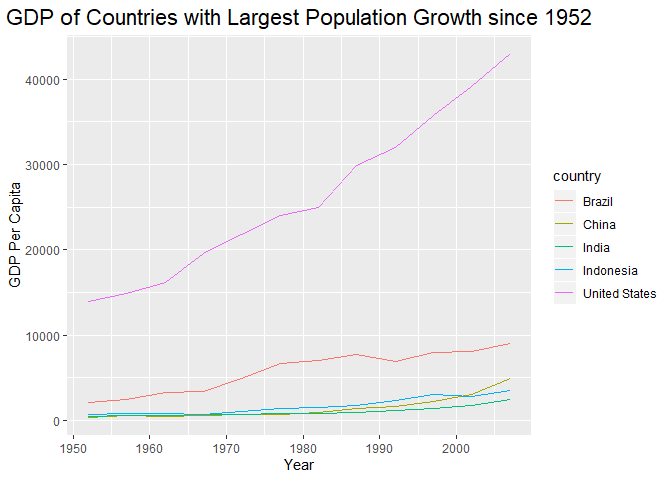 GDP of Countries with Largest Population Growth since 1952
40000
30000
20000
10000
0
GDP Per Capita
1950 1960 1970 1980 1990 2000
Year
country
Brazil
China
India
Indonesia
United States